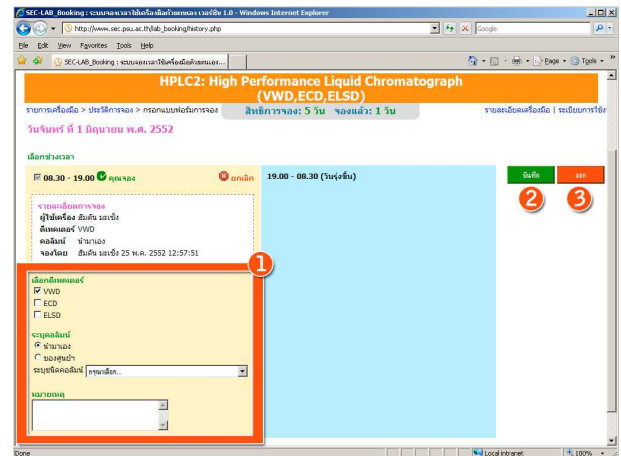 SEC-LAB_Booking : ระบบจองเวลาใช้เครื่องมือด้วยตนเอง เวอร์ชั่น 1.0 - Windows Internet Explorer
http://www.sec.psu.ac.th/lab_booking/history.php
Google
File Edit View Favorites Tools Help
SEC-LAB_Booking : ระบบจองเวลาใช้เครื่องมือด้วยตนเอง...
Page Tools
HPLC2: High Performance Liquid Chromatograph
(VWD,ECD,ELSD)
รายการเครื่องมือ > ประวัติการจอง > กรอกแบบฟอร์มการจอง
สิทธิการจอง: 5 วัน จองแล้ว: 1 วัน
รายละเอียดเครื่องมือ | ระเบียบการใช้
วันจันทร์ ที่ 1 มิถุนายน พ.ศ. 2552
เลือกช่วงเวลา
08.30 - 19.00 คุณจอง ยกเลิก
19.00 - 08.30 (วันรุ่งขึ้น)
บันทึก
ออก
2
3
รายละเอียดการจอง
ผู้ใช้เครื่อง ฮัมดัน มะเซ็ง
ดีเทคเตอร์ VWD
คอลัมน์ นำมาเอง
จองโดย ฮัมดัน มะเซ็ง 25 พ.ค. 2552 12:57:51
1
เลือกดีเทคเตอร์
VWD
ECD
ELSD
ระบุคอลัมน์
นำมาเอง
ของศูนย์ฯ
ระบุชนิดคอลัมน์ กรุณาเลือก...
หมายเหตุ
Done
Local intranet
100%